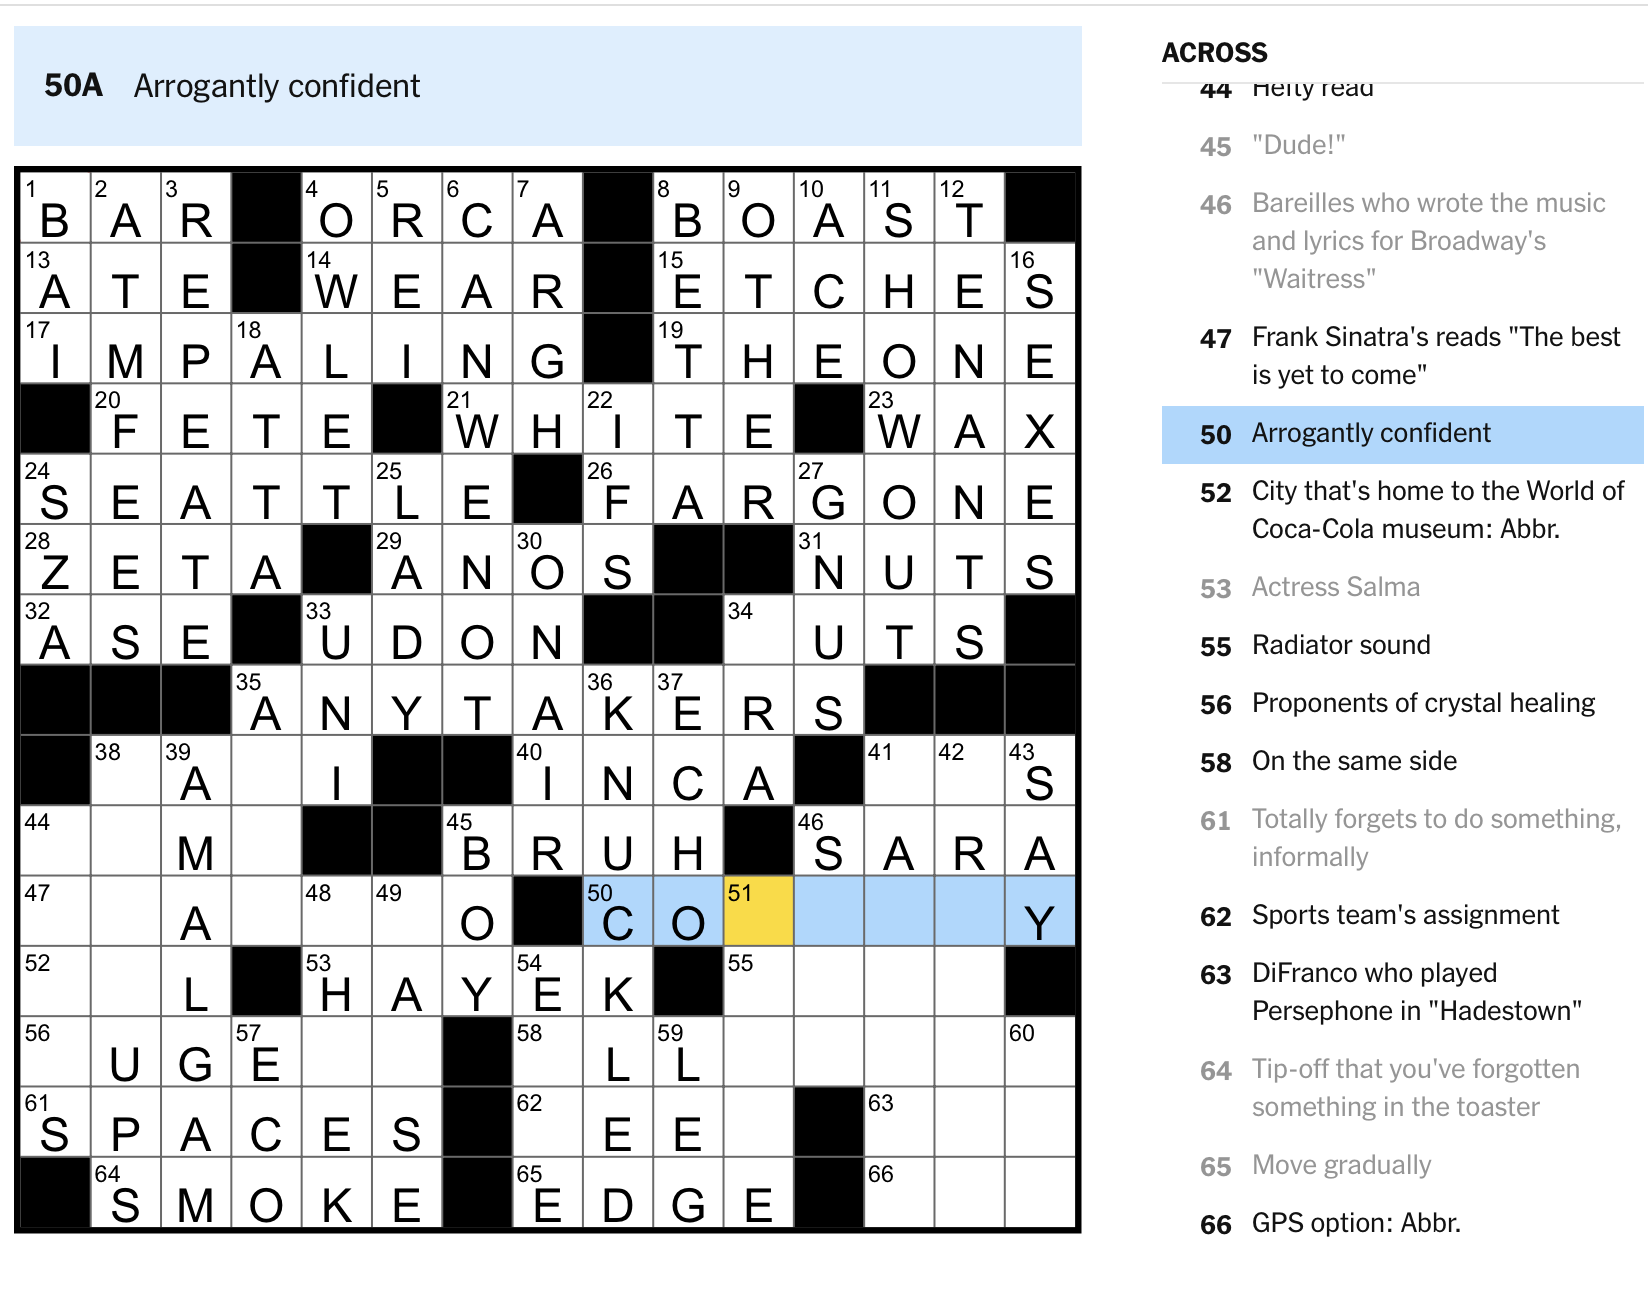 50A Arrogantly confident
1 2 3 4 5 6 7 8 9 10 11 12
B A R O R C A B O A S T
13 14 15 16
A T E W E A R E T C H E S
17 18 19
I M P A L I N G T H E O N E
20 21 22 23
F E T E W H I T E W A X
24 25 26 27
S E A T T L E F A R G O N E
28 29 30 31
Z E T A A N O S N U T S
32 33 34
A S E U D O N U T S
35 36 37
A N Y T A K E R S
38 39 40 41 42 43
A I I N C A S
44 45 46
M B R U H S A R A
47 48 49 50 51
A O C O Y
52 53 54 55
L H A Y E K
56 57 58 59 60
U G E L L
61 62 63
S P A C E S E E
64 65 66
S M O K E E D G E
ACROSS
44 Hefty read
45 "Dude!"
46 Bareilles who wrote the music
and lyrics for Broadway's
"Waitress"
47 Frank Sinatra's reads "The best
is yet to come"
50 Arrogantly confident
52 City that's home to the World of
Coca-Cola museum: Abbr.
53 Actress Salma
55 Radiator sound
56 Proponents of crystal healing
58 On the same side
61 Totally forgets to do something,
informally
62 Sports team's assignment
63 DiFranco who played
Persephone in "Hadestown"
64 Tip-off that you've forgotten
something in the toaster
65 Move gradually
66 GPS option: Abbr.